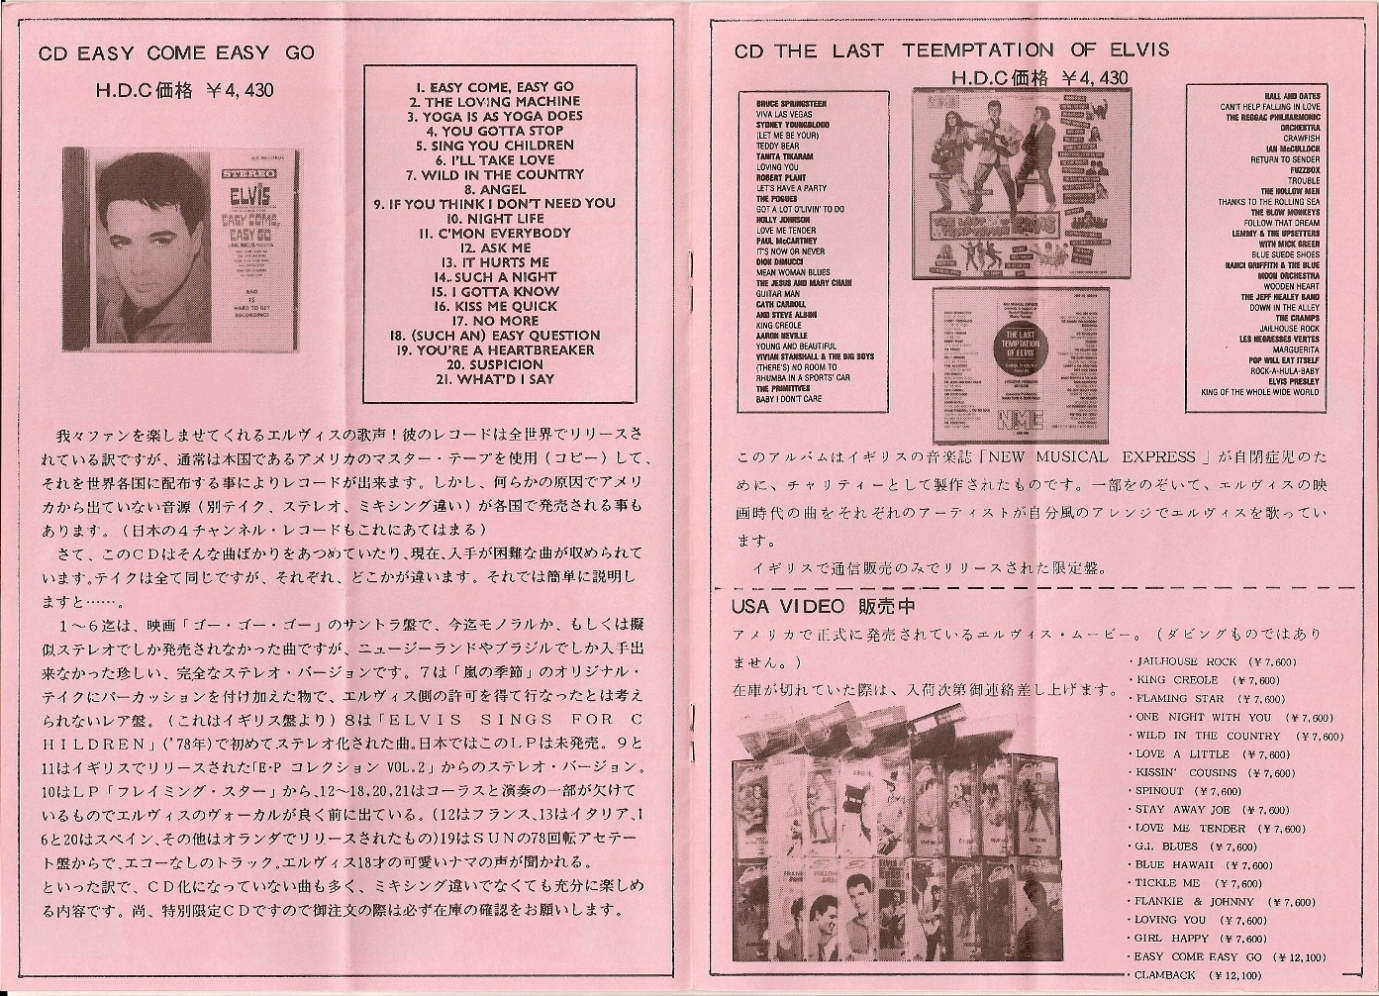 CD EASY COME EASY GO
H.D.C価格 ¥4,430
1. EASY COME, EASY GO
2. THE LOVING MACHINE
3. YOGA IS AS YOGA DOES
4. YOU GOTTA STOP
5. SING YOU CHILDREN
6. I'LL TAKE LOVE
7. WILD IN THE COUNTRY
8. ANGEL
9. IF YOU THINK I DON'T NEED YOU
10. NIGHT LIFE
11. C'MON EVERYBODY
12. ASK ME
13. IT HURTS ME
14. SUCH A NIGHT
15. I GOTTA KNOW
16. KISS ME QUICK
17. NO MORE
18. (SUCH AN) EASY QUESTION
19. YOU'RE A HEARTBREAKER
20. SUSPICION
21. WHAT'D I SAY
STEREO
ELVIS
EASY COME,
EASY GO
AND
15
HARD TO GET
RECORDINGS
我々ファンを楽しませてくれるエルヴィスの歌声！彼のレコードは全世界でリリースさ
れている訳ですが、通常は本国であるアメリカのマスター・テープを使用（コピー）して、
それを世界各国に配布する事によりレコードが出来ます。しかし、何らかの原因でアメリ
カから出ていない音源（別テイク、ステレオ、ミキシング違い）が各国で発売される事も
あります。（日本の４チャンネル・レコードもこれにあてはまる）
さて、このＣＤはそんな曲ばかりをあつめていたり、現在、入手が困難な曲が収められて
います。テイクは全て同じですが、それぞれ、どこかが違います。それでは簡単に説明し
ますと……。
１～６迄は、映画「ゴー・ゴー・ゴー」のサントラ盤で、今迄モノラルか、もしくは擬
似ステレオでしか発売されなかった曲ですが、ニュージーランドやブラジルでしか入手出
来なかった珍しい、完全なステレオ・バージョンです。７は「嵐の季節」のオリジナル・
テイクにパーカッションを付け加えた物で、エルヴィス側の許可を得て行なったとは考え
られないレア盤。（これはイギリス盤より）８は「ＥＬＶＩＳ ＳＩＮＧＳ ＦＯＲ Ｃ
ＨＩＬＤＲＥＮ」（'78年）で初めてステレオ化された曲。日本ではこのＬＰは未発売。９と
11はイギリスでリリースされた「E・P コレクション VOL.2」からのステレオ・バージョン。
10はＬＰ「フレイミング・スター」から、12～18,20,21はコーラスと演奏の一部が欠けて
いるものでエルヴィスのヴォーカルが良く前に出ている。（12はフランス、13はイタリア、1
6と20はスペイン、その他はオランダでリリースされたもの）19はＳＵＮの78回転アセテー
ト盤からで、エコーなしのトラック。エルヴィス18才の可愛いナマの声が聞かれる。
といった訳で、ＣＤ化になっていない曲も多く、ミキシング違いでなくても充分に楽しめ
る内容です。尚、特別限定ＣＤですので御注文の際は必ず在庫の確認をお願いします。
CD THE LAST TEEMPTATION OF ELVIS
H.D.C価格 ¥4,430
BRUCE SPRINGSTEEN
VIVA LAS VEGAS
SYDNEY YOUNGBLOOD
(LET ME BE YOUR)
TEDDY BEAR
TANITA TIKARAM
LOVING YOU
ROBERT PLANT
LET'S HAVE A PARTY
THE POGUES
GOT A LOT O'LIVIN' TO DO
HOLLY JOHNSON
LOVE ME TENDER
PAUL McCARTNEY
IT'S NOW OR NEVER
DION DIMUCCI
MEAN WOMAN BLUES
THE JESUS AND MARY CHAIN
GUITAR MAN
CATH CARROLL
AND STEVE ALBINI
KING CREOLE
AARON NEVILLE
YOUNG AND BEAUTIFUL
VIVIAN STANSHALL & THE BIG BOYS
(THERE'S) NO ROOM TO
RHUMBA IN A SPORTS' CAR
THE PRIMITIVES
BABY I DON'T CARE
THE LAST
TEMPTATION
OF ELVIS
NME
HALL AND OATES
CAN'T HELP FALLING IN LOVE
THE REGGAE PHILHARMONIC
ORCHESTRA
CRAWFISH
IAN McCULLOCH
RETURN TO SENDER
FUZZBOX
TROUBLE
THE HOLLOW MEN
THANKS TO THE ROLLING SEA
THE BLOW MONKEYS
FOLLOW THAT DREAM
LEMMY & THE UPSETTERS
WITH MICK GREEN
BLUE SUEDE SHOES
NANCI GRIFFITH & THE BLUE
MOON ORCHESTRA
WOODEN HEART
THE JEFF HEALEY BAND
DOWN IN THE ALLEY
THE CRAMPS
JAILHOUSE ROCK
LES NEGRESSES VERTES
MARGUERITA
POP WILL EAT ITSELF
ROCK-A-HULA-BABY
ELVIS PRESLEY
KING OF THE WHOLE WIDE WORLD
このアルバムはイギリスの音楽誌「NEW MUSICAL EXPRESS」が自閉症児のた
めに、チャリティーとして製作されたものです。一部をのぞいて、エルヴィスの映
画時代の曲をそれぞれのアーティストが自分風のアレンジでエルヴィスを歌ってい
ます。
イギリスで通信販売のみでリリースされた限定盤。
USA VIDEO 販売中
アメリカで正式に発売されているエルヴィス・ムービー。（ダビングものではあり
ません。）
在庫が切れていた際は、入荷次第御連絡差し上げます。
・JAILHOUSE ROCK (¥7,600)
・KING CREOLE (¥7,600)
・FLAMING STAR (¥7,600)
・ONE NIGHT WITH YOU (¥7,600)
・WILD IN THE COUNTRY (¥7,600)
・LOVE A LITTLE (¥7,600)
・KISSIN' COUSINS (¥7,600)
・SPINOUT (¥7,600)
・STAY AWAY JOE (¥7,600)
・LOVE ME TENDER (¥7,600)
・G.I. BLUES (¥7,600)
・BLUE HAWAII (¥7,600)
・TICKLE ME (¥7,600)
・FLANKIE & JOHNNY (¥7,600)
・LOVING YOU (¥7,600)
・GIRL HAPPY (¥7,600)
・EASY COME EASY GO (¥12,100)
・CLAMBACK (¥12,100)